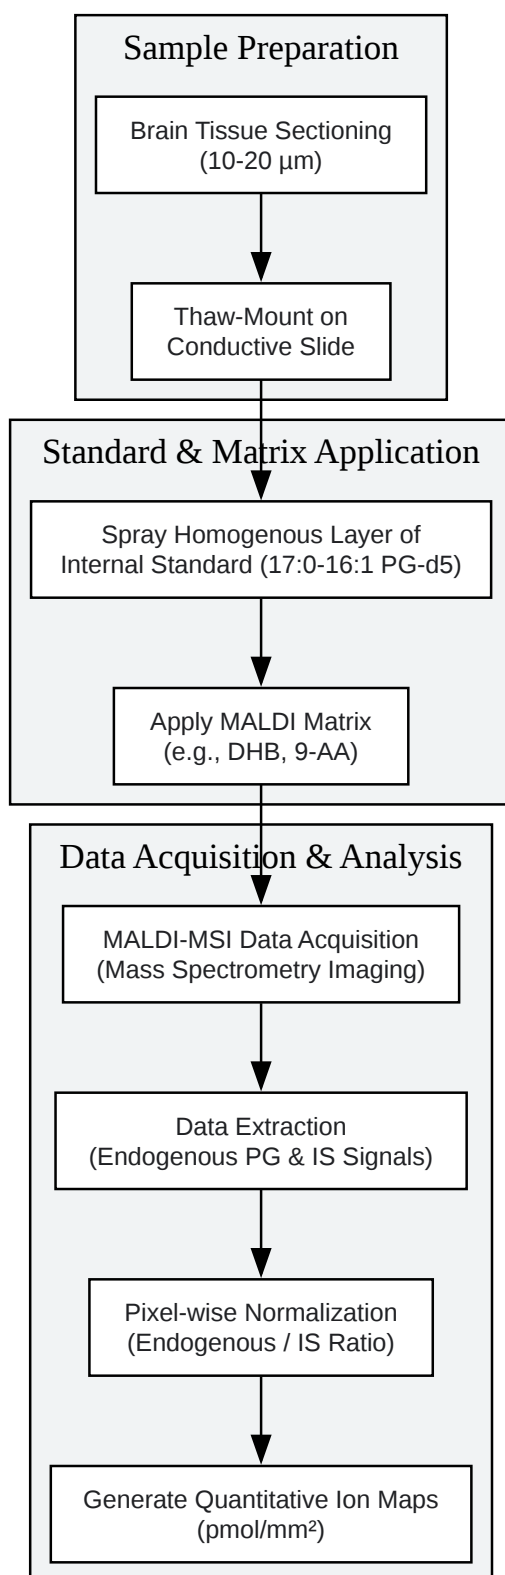 Sample Preparation
Brain Tissue Sectioning
(10-20 µm)
Thaw-Mount on
Conductive Slide
Standard & Matrix Application
Spray Homogenous Layer of
Internal Standard (17:0-16:1 PG-d5)
Apply MALDI Matrix
(e.g., DHB, 9-AA)
Data Acquisition & Analysis
MALDI-MSI Data Acquisition
(Mass Spectrometry Imaging)
Data Extraction
(Endogenous PG & IS Signals)
Pixel-wise Normalization
(Endogenous / IS Ratio)
Generate Quantitative Ion Maps
(pmol/mm²)